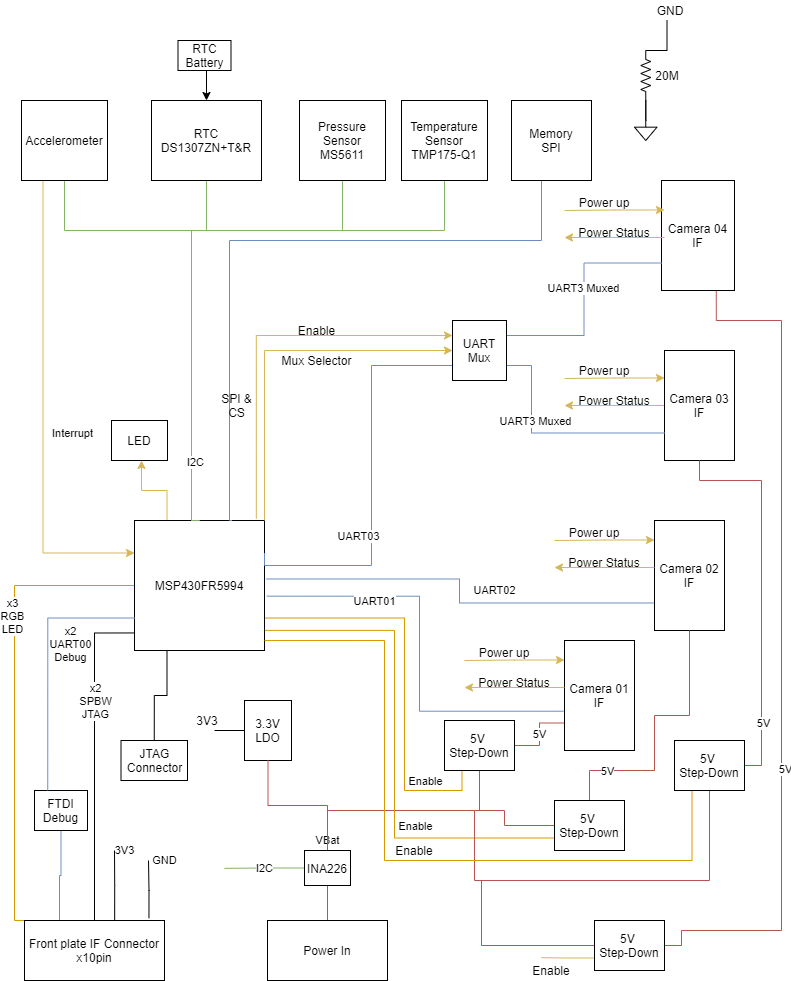 GND
20M
RTC
Battery
Accelerometer
RTC
DS1307ZN+T&R
Pressure
Sensor
MS5611
Temperature
Sensor
TMP175-Q1
Memory
SPI
Power up
Power Status
Camera 04
IF
UART3 Muxed
Enable
Mux Selector
UART
Mux
Power up
Power Status
Camera 03
IF
UART3 Muxed
SPI &
CS
Interrupt
LED
I2C
UART03
Power up
Power Status
Camera 02
IF
MSP430FR5994
UART02
UART01
x3
RGB
LED
x2
UART00
Debug
x2
SPBW
JTAG
Power up
Power Status
Camera 01
IF
3V3
3.3V
LDO
5V
Step-Down
5V
5V
JTAG
Connector
5V
Step-Down
5V
5V
Enable
FTDI
Debug
5V
Step-Down
Enable
VBat
Enable
3V3
GND
I2C
INA226
Front plate IF Connector
x10pin
Power In
5V
Step-Down
Enable